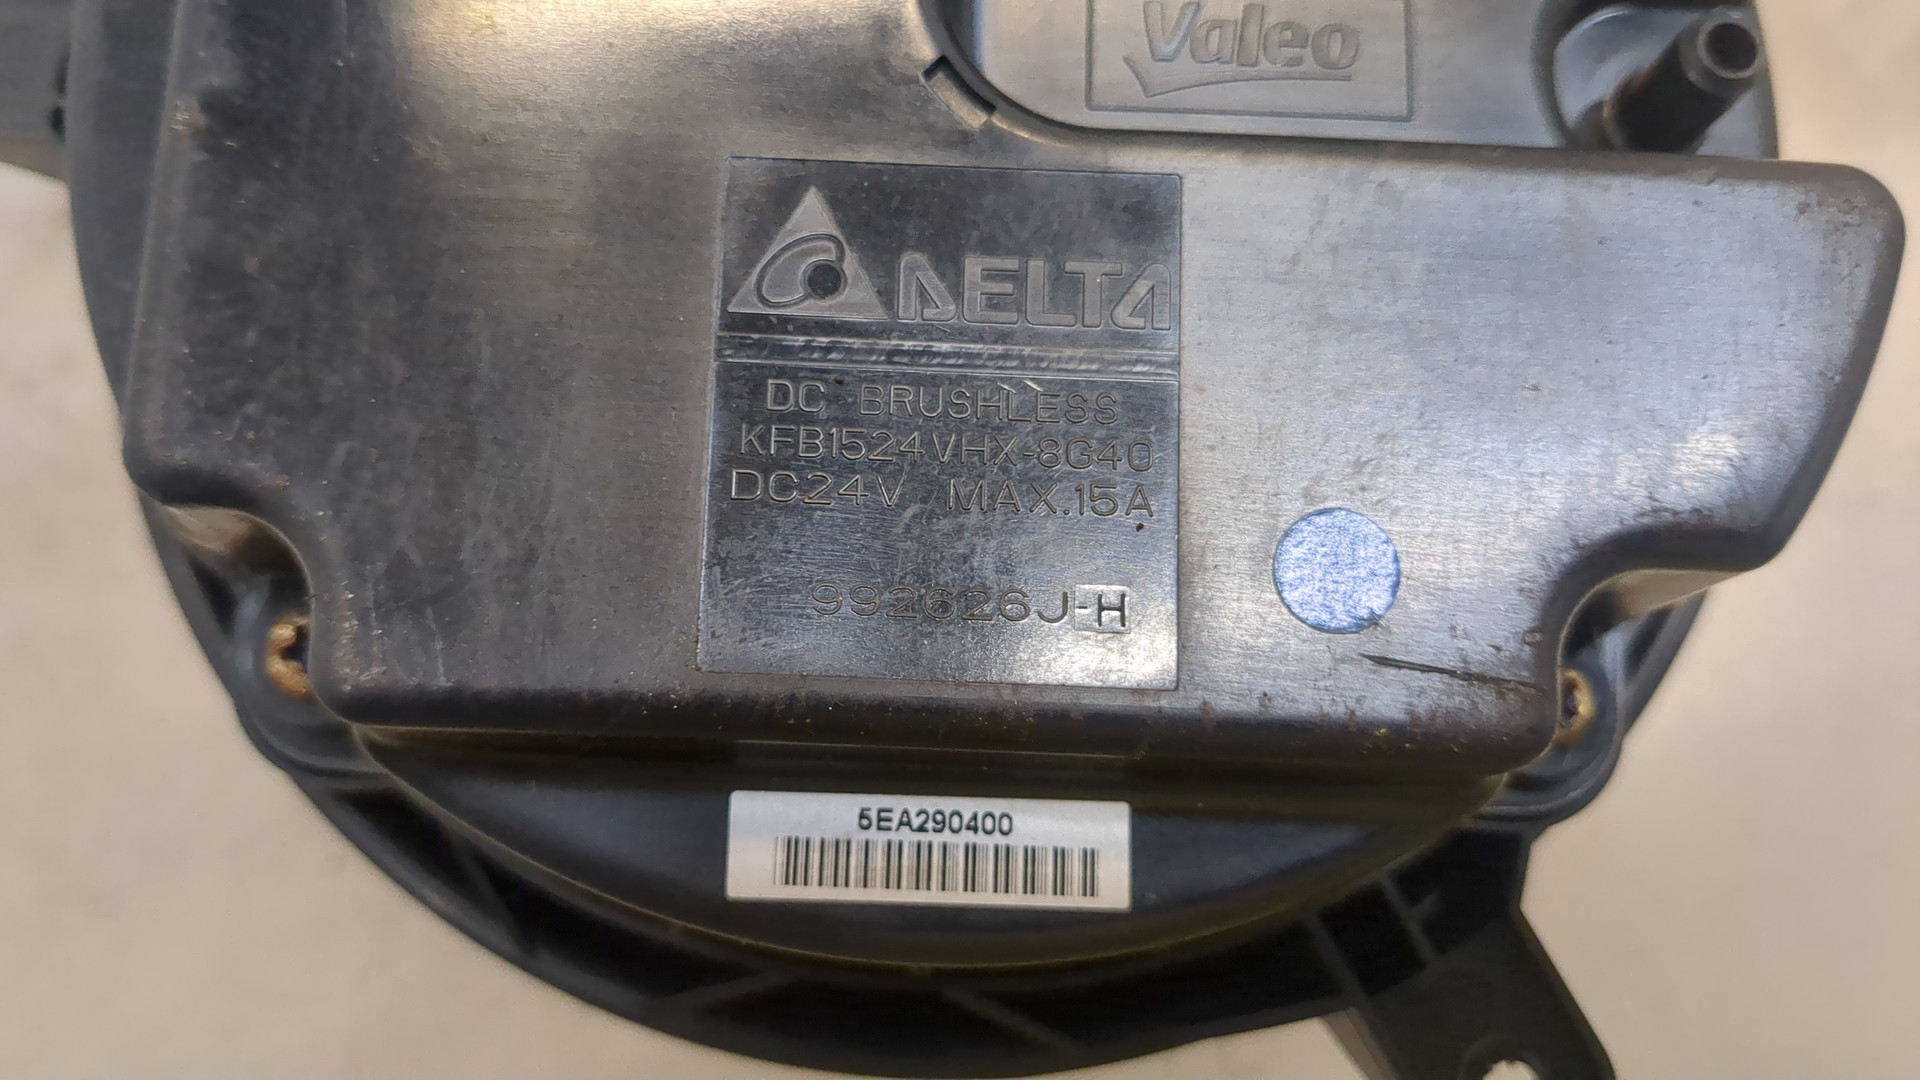 Valeo
DELTA
DC BRUSHLESS
KFB1524VHX-8G40
DC24V MAX.15A
992626J-H
5EA290400